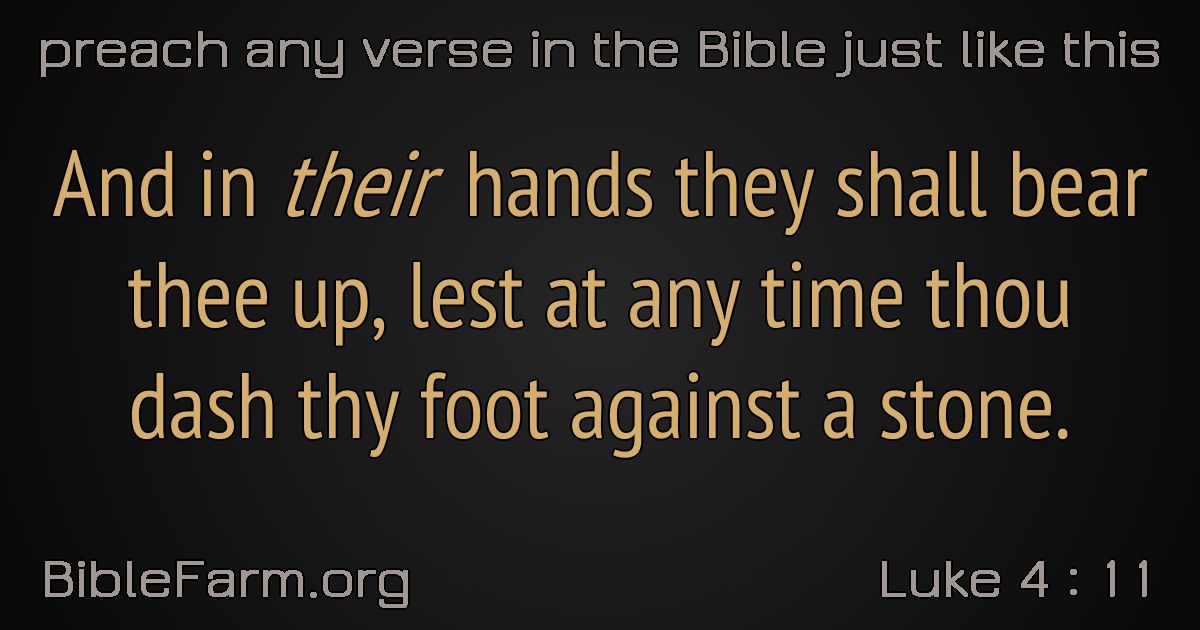 preach any verse in the Bible just like this
And in their hands they shall bear
thee up, lest at any time thou
dash thy foot against a stone.
BibleFarm.org
Luke 4 : 11